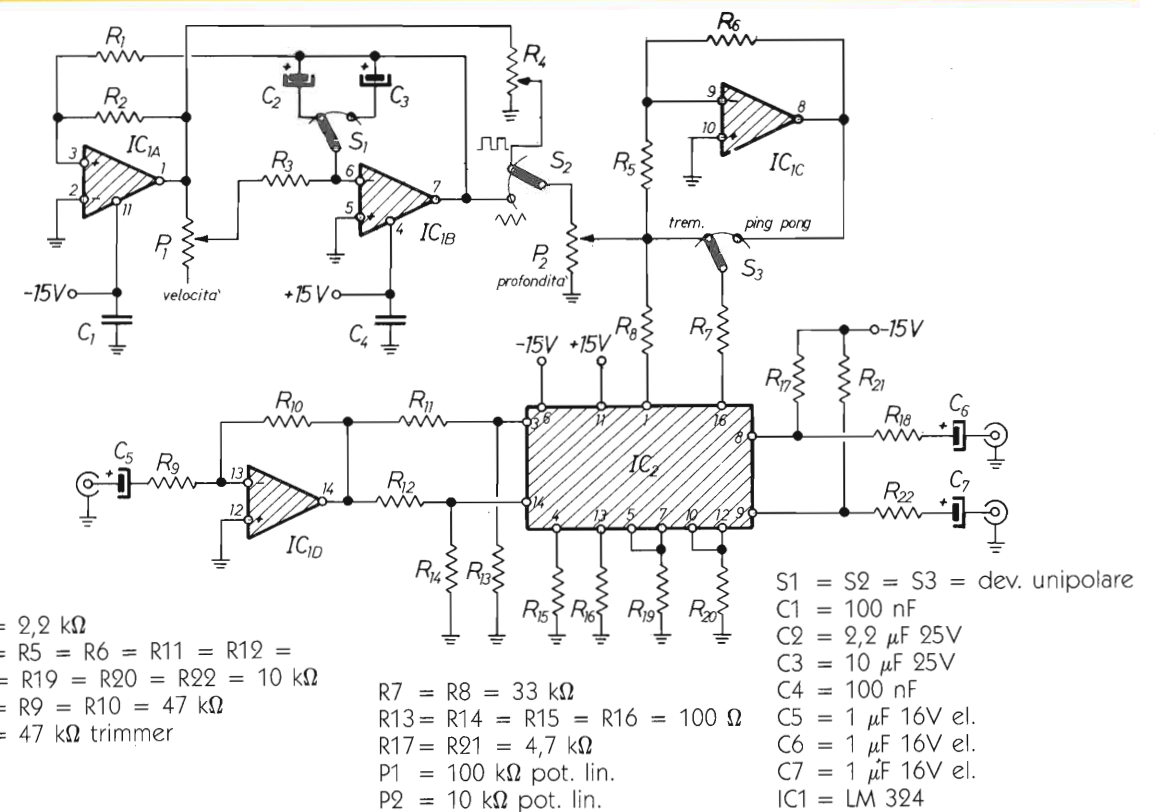 R1
R2
IC1A
3
+
2
-
1
11
P1
velocità
-15V
C1
+
C2
+
C3
S1
R3
6
-
5
+
7
4
IC1B
+15V
C4
R4
S2
P2
profondità
R6
9
-
10
+
8
IC1C
R5
trem.
ping pong
S3
R8
R7
-15V
+15V
-15V
R17
R21
R10
R11
C5
+
R9
13
-
12
+
14
IC1D
R12
R14
R13
3
6
11
1
16
8
14
9
IC2
4
13
5
7
10
12
R18
C6
+
R22
C7
+
R15
R16
R19
R20
= 2,2 kΩ
= R5 = R6 = R11 = R12 =
= R19 = R20 = R22 = 10 kΩ
= R9 = R10 = 47 kΩ
= 47 kΩ trimmer
R7 = R8 = 33 kΩ
R13 = R14 = R15 = R16 = 100 Ω
R17 = R21 = 4,7 kΩ
P1 = 100 kΩ pot. lin.
P2 = 10 kΩ pot. lin.
S1 = S2 = S3 = dev. unipolare
C1 = 100 nF
C2 = 2,2 µF 25V
C3 = 10 µF 25V
C4 = 100 nF
C5 = 1 µF 16V el.
C6 = 1 µF 16V el.
C7 = 1 µF 16V el.
IC1 = LM 324